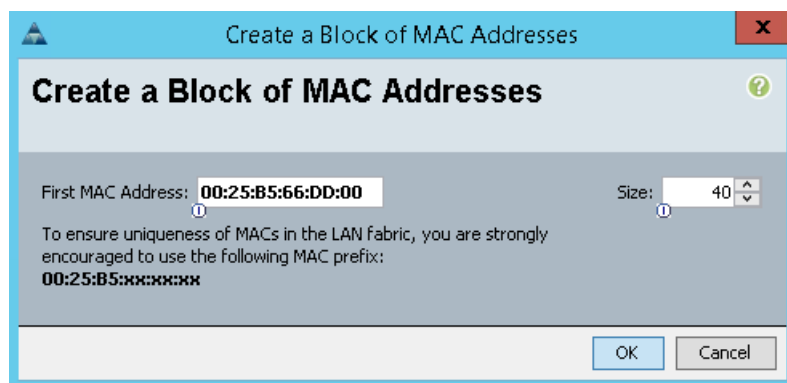 Create a Block of MAC Addresses
Create a Block of MAC Addresses
First MAC Address: 00:25:B5:66:DD:00 Size: 40
To ensure uniqueness of MACs in the LAN fabric, you are strongly
encouraged to use the following MAC prefix:
00:25:B5:xx:xx:xx
OK Cancel